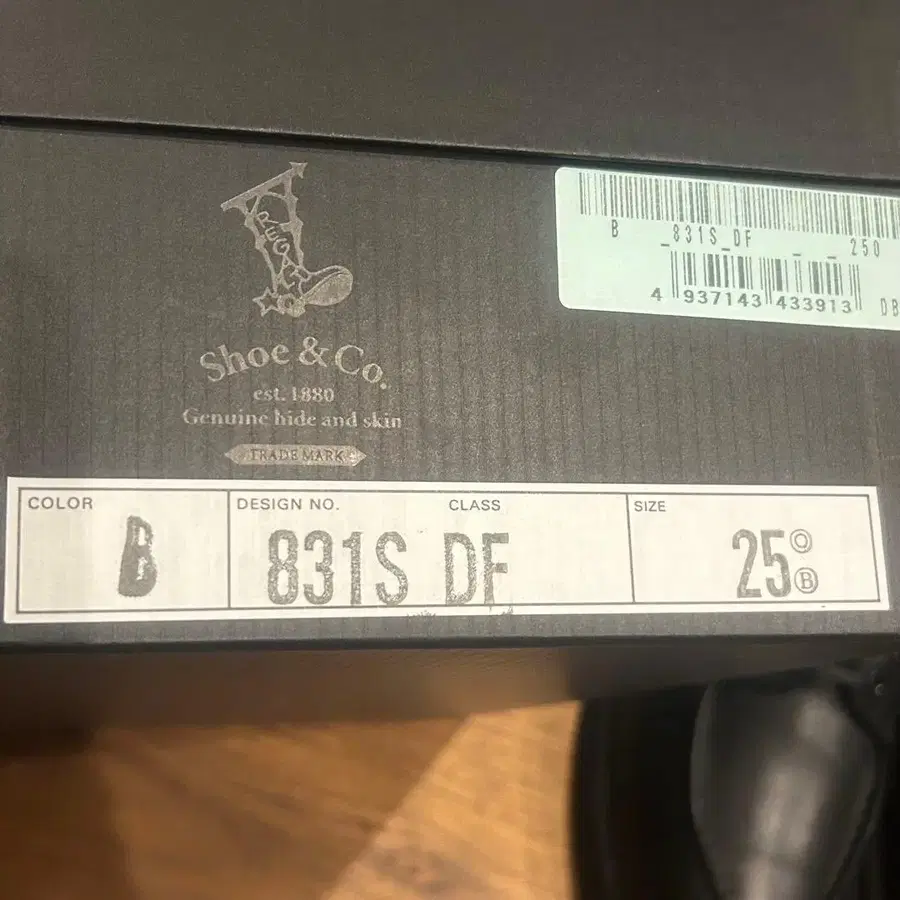 REGAL
Shoe & Co.
est. 1880
Genuine hide and skin
TRADE MARK
B _831S_DF _ _ 250
4 937143 433913 DB
COLOR DESIGN NO. CLASS SIZE
B 831S DF 25 Ⓑ